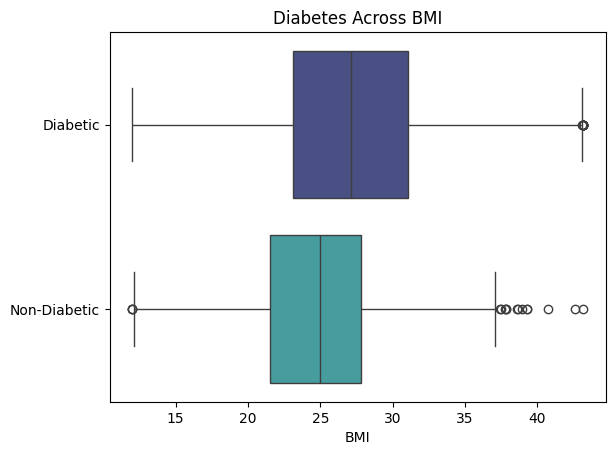 Diabetes Across BMI
Diabetic
Non-Diabetic
15 20 25 30 35 40
BMI